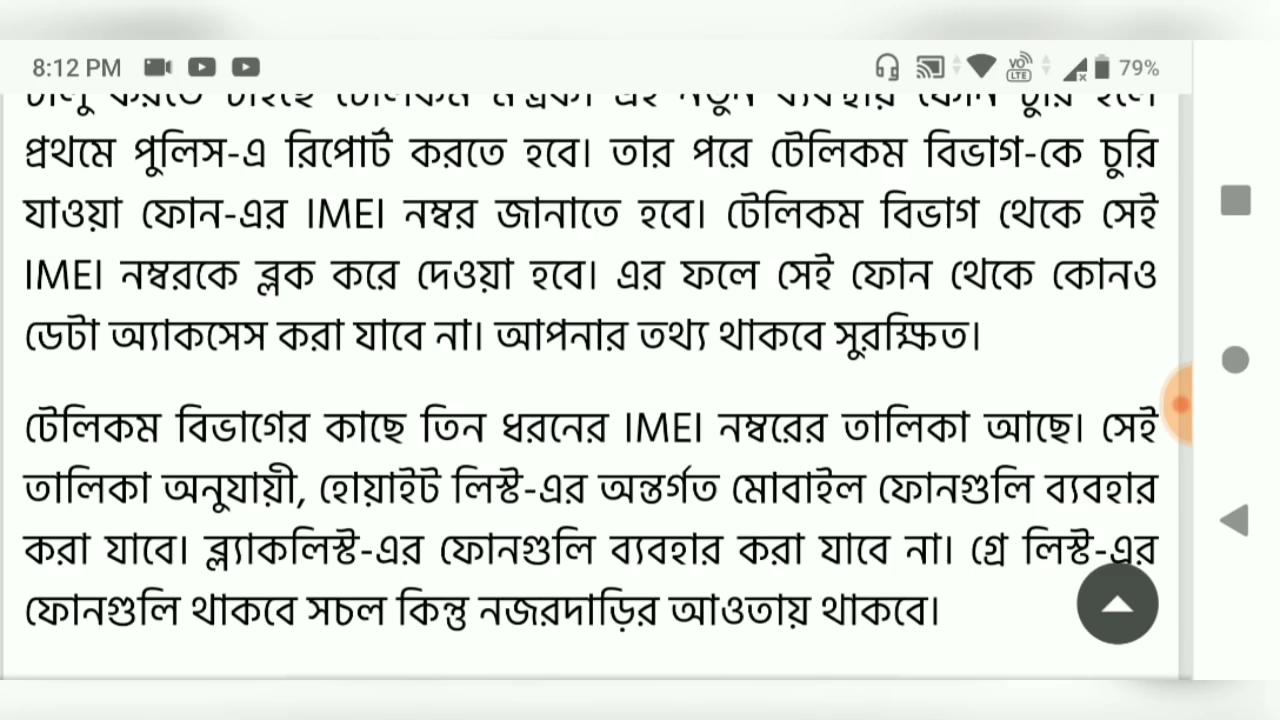 8:12 PM
VO LTE
79%
প্রথমে পুলিস-এ রিপোর্ট করতে হবে। তার পরে টেলিকম বিভাগ-কে চুরি
যাওয়া ফোন-এর IMEI নম্বর জানাতে হবে। টেলিকম বিভাগ থেকে সেই
IMEI নম্বরকে ব্লক করে দেওয়া হবে। এর ফলে সেই ফোন থেকে কোনও
ডেটা অ্যাকসেস করা যাবে না। আপনার তথ্য থাকবে সুরক্ষিত।
টেলিকম বিভাগের কাছে তিন ধরনের IMEI নম্বরের তালিকা আছে। সেই
তালিকা অনুযায়ী, হোয়াইট লিস্ট-এর অন্তর্গত মোবাইল ফোনগুলি ব্যবহার
করা যাবে। ব্ল্যাকলিস্ট-এর ফোনগুলি ব্যবহার করা যাবে না। গ্রে লিস্ট-এর
ফোনগুলি থাকবে সচল কিন্তু নজরদাড়ির আওতায় থাকবে।